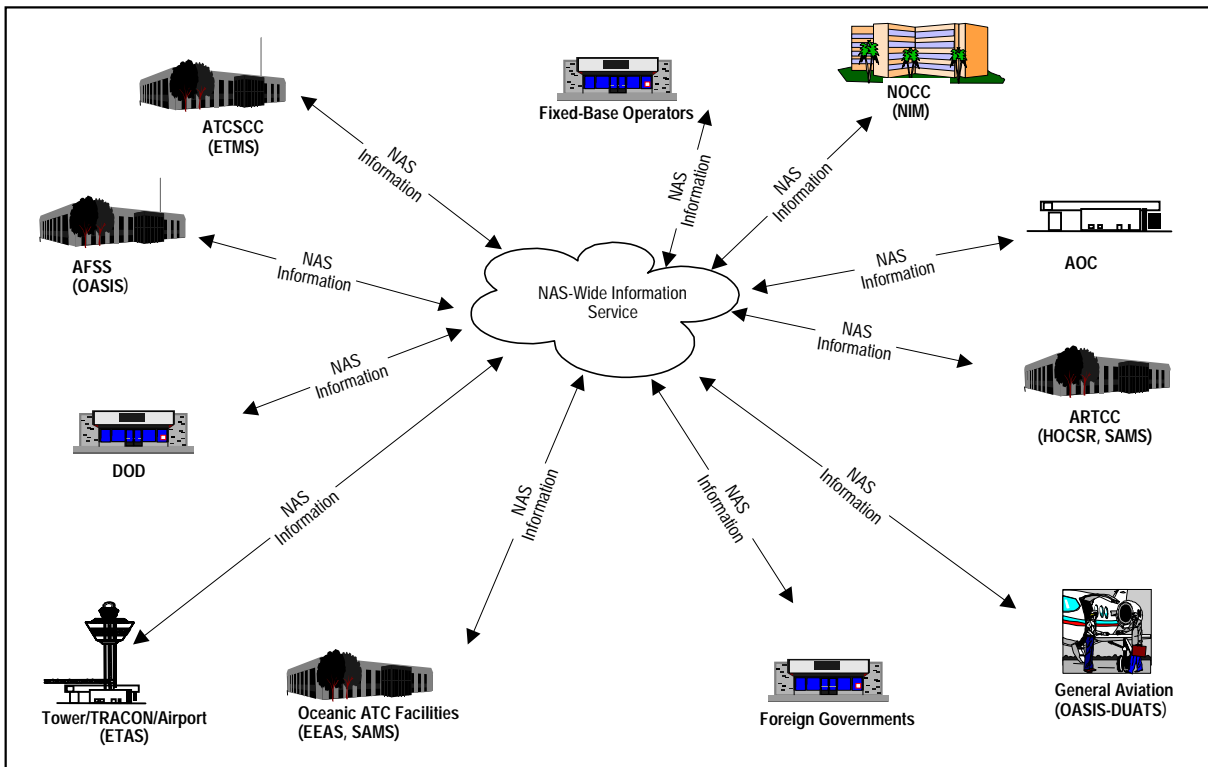 ATCSCC
(ETMS)
Fixed-Base Operators
NOCC
(NIM)
NAS
Information
NAS
Information
NAS
Information
AFSS
(OASIS)
NAS
Information
NAS-Wide Information
Service
NAS
Information
AOC
NAS
Information
NAS
Information
DOD
ARTCC
(HOCSR, SAMS)
NAS
Information
NAS
Information
NAS
Information
NAS
Information
Tower/TRACON/Airport
(ETAS)
Oceanic ATC Facilities
(EEAS, SAMS)
Foreign Governments
General Aviation
(OASIS-DUATS)